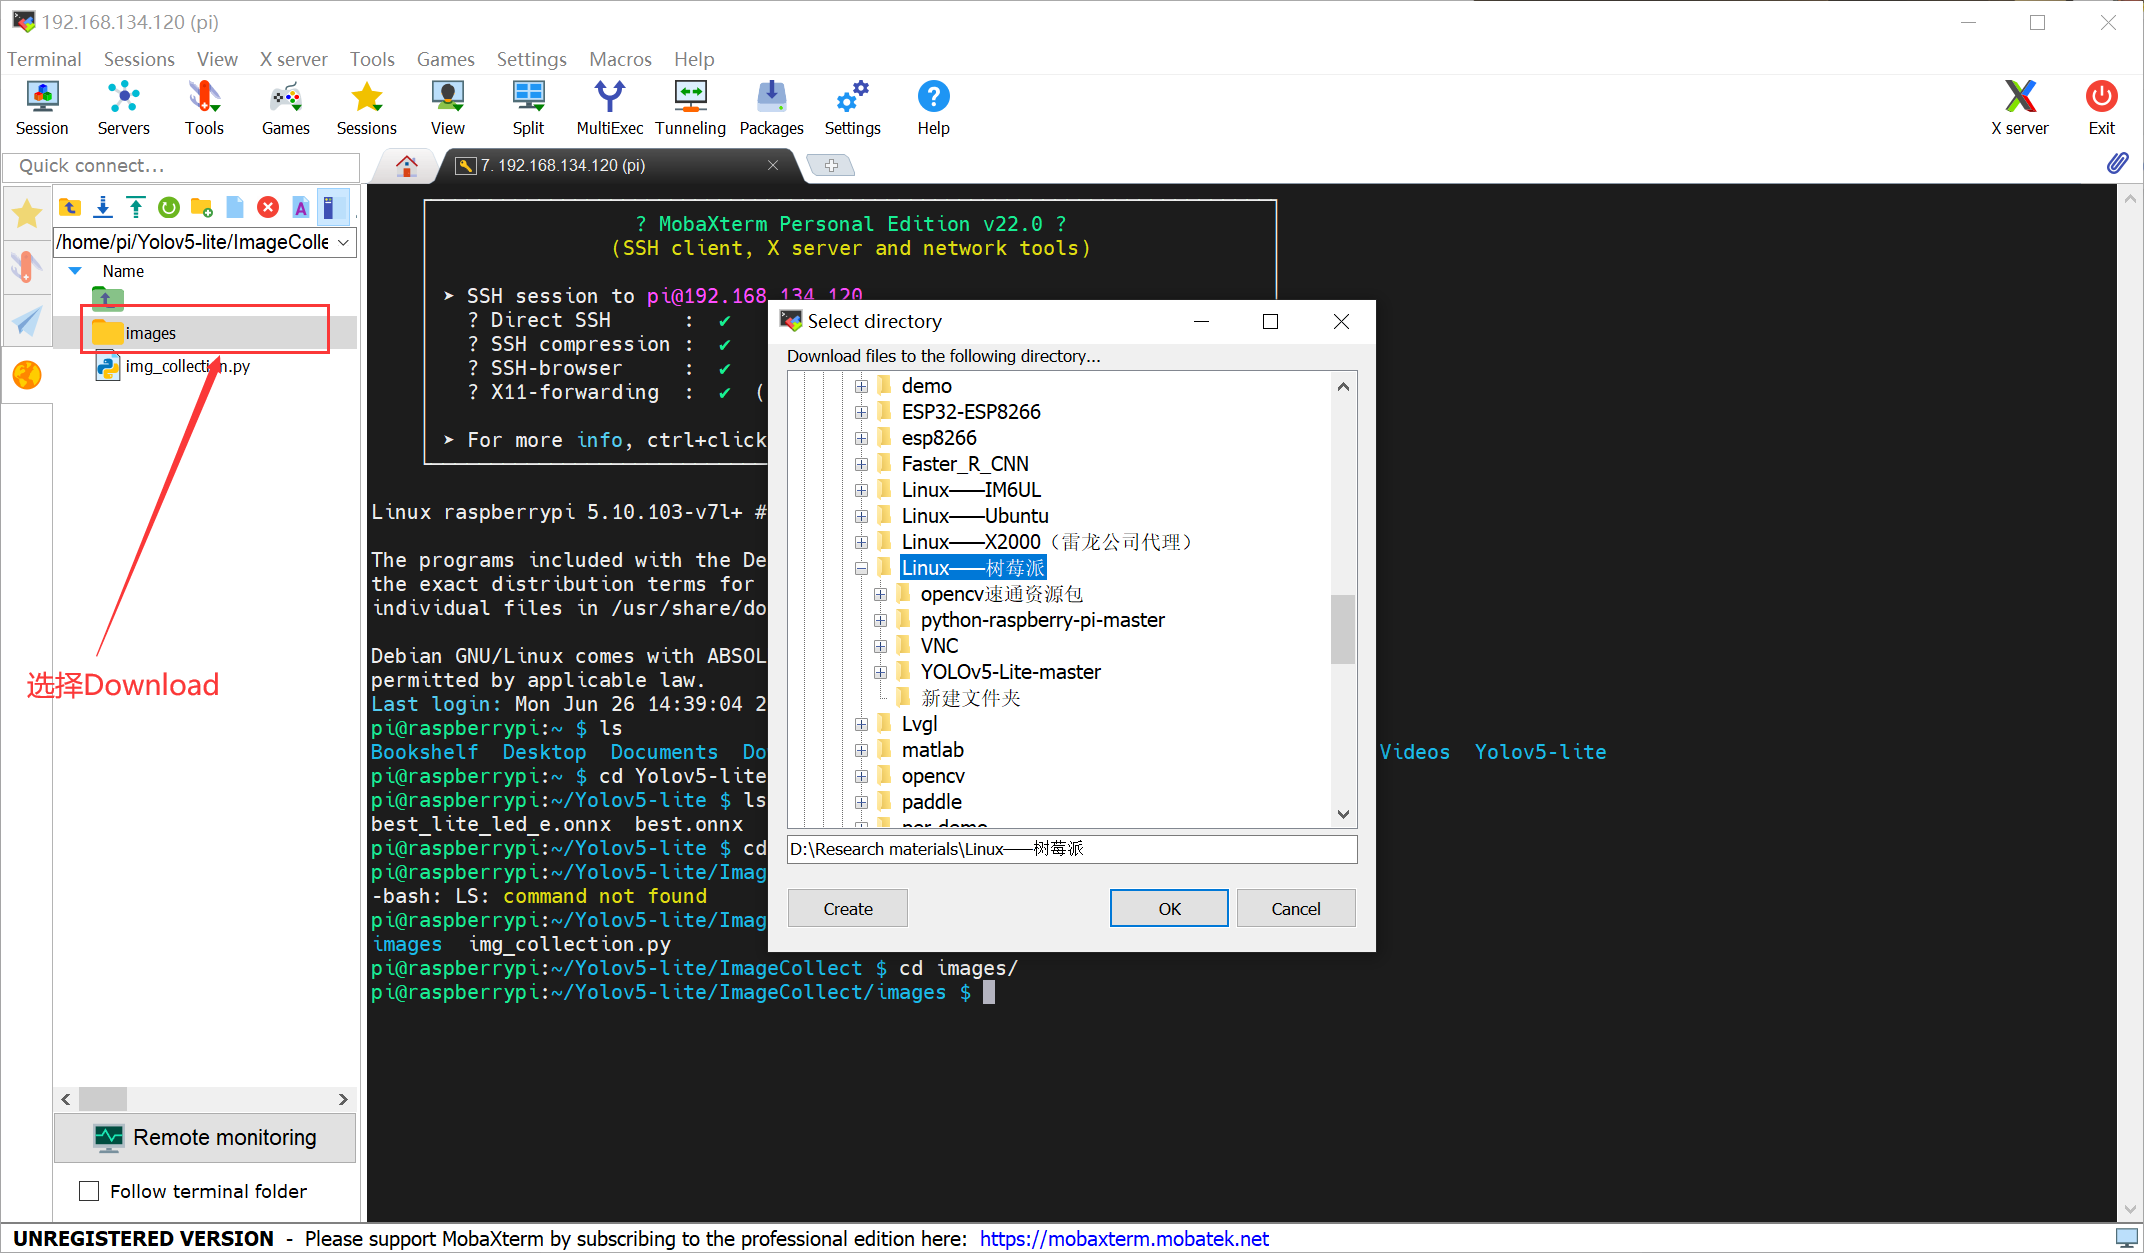 192.168.134.120 (pi)
Terminal Sessions View X server Tools Games Settings Macros Help
Session Servers Tools Games Sessions View Split MultiExec Tunneling Packages Settings Help X server Exit
Quick connect...
7. 192.168.134.120 (pi)
/home/pi/Yolov5-lite/ImageColle
Name
images
img_collection.py
选择Download
Remote monitoring
Follow terminal folder
? MobaXterm Personal Edition v22.0 ?
(SSH client, X server and network tools)
➤ SSH session to pi@192.168.134.120
? Direct SSH : ✔
? SSH compression : ✔
? SSH-browser : ✔
? X11-forwarding : ✔ (
➤ For more info, ctrl+click
Linux raspberrypi 5.10.103-v7l+ #
The programs included with the De
the exact distribution terms for
individual files in /usr/share/do
Debian GNU/Linux comes with ABSOL
permitted by applicable law.
Last login: Mon Jun 26 14:39:04 2
pi@raspberrypi:~ $ ls
Bookshelf Desktop Documents Do Videos Yolov5-lite
pi@raspberrypi:~ $ cd Yolov5-lite
pi@raspberrypi:~/Yolov5-lite $ ls
best_lite_led_e.onnx best.onnx
pi@raspberrypi:~/Yolov5-lite $ cd
pi@raspberrypi:~/Yolov5-lite/Imag
-bash: LS: command not found
pi@raspberrypi:~/Yolov5-lite/Imag
images img_collection.py
pi@raspberrypi:~/Yolov5-lite/ImageCollect $ cd images/
pi@raspberrypi:~/Yolov5-lite/ImageCollect/images $
Select directory
Download files to the following directory...
demo
ESP32-ESP8266
esp8266
Faster_R_CNN
Linux——IM6UL
Linux——Ubuntu
Linux——X2000（雷龙公司代理）
Linux——树莓派
opencv速通资源包
python-raspberry-pi-master
VNC
YOLOv5-Lite-master
新建文件夹
Lvgl
matlab
opencv
paddle
D:\Research materials\Linux——树莓派
Create OK Cancel
UNREGISTERED VERSION - Please support MobaXterm by subscribing to the professional edition here: https://mobaxterm.mobatek.net